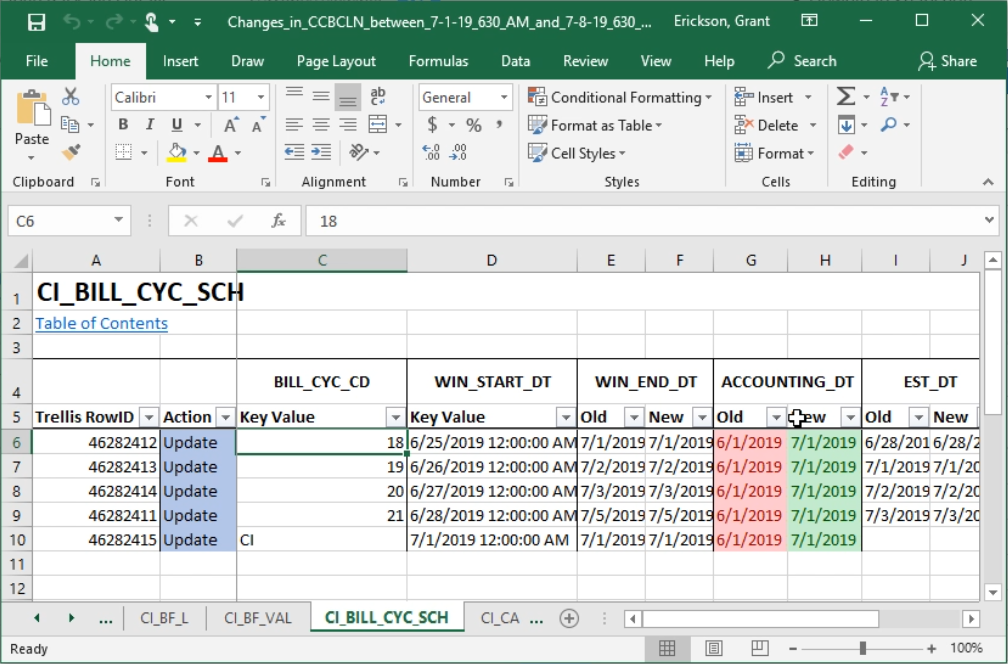 Changes_in_CCBCLN_between_7-1-19_630_AM_and_7-8-19_630_... Erickson, Grant
File Home Insert Draw Page Layout Formulas Data Review View Help Search Share
Paste Calibri 11 ab General Conditional Formatting Insert
B I U A A $ % , Format as Table Delete
A Cell Styles Format
Clipboard Font Alignment Number Styles Cells Editing
C6 fx 18
A B C D E F G H I J
1 CI_BILL_CYC_SCH
2 Table of Contents
3
4 BILL_CYC_CD WIN_START_DT WIN_END_DT ACCOUNTING_DT EST_DT
5 Trellis RowID Action Key Value Key Value Old New Old New Old New
6 46282412 Update 18 6/25/2019 12:00:00 AM 7/1/2019 7/1/2019 6/1/2019 7/1/2019 6/28/201 6/28/2
7 46282413 Update 19 6/26/2019 12:00:00 AM 7/2/2019 7/2/2019 6/1/2019 7/1/2019 7/1/2019 7/1/20
8 46282414 Update 20 6/27/2019 12:00:00 AM 7/3/2019 7/3/2019 6/1/2019 7/1/2019 7/2/2019 7/2/20
9 46282411 Update 21 6/28/2019 12:00:00 AM 7/5/2019 7/5/2019 6/1/2019 7/1/2019 7/3/2019 7/3/20
10 46282415 Update CI 7/1/2019 12:00:00 AM 7/1/2019 7/1/2019 6/1/2019 7/1/2019
11
12
... CI_BF_L CI_BF_VAL CI_BILL_CYC_SCH CI_CA ...
Ready 100%